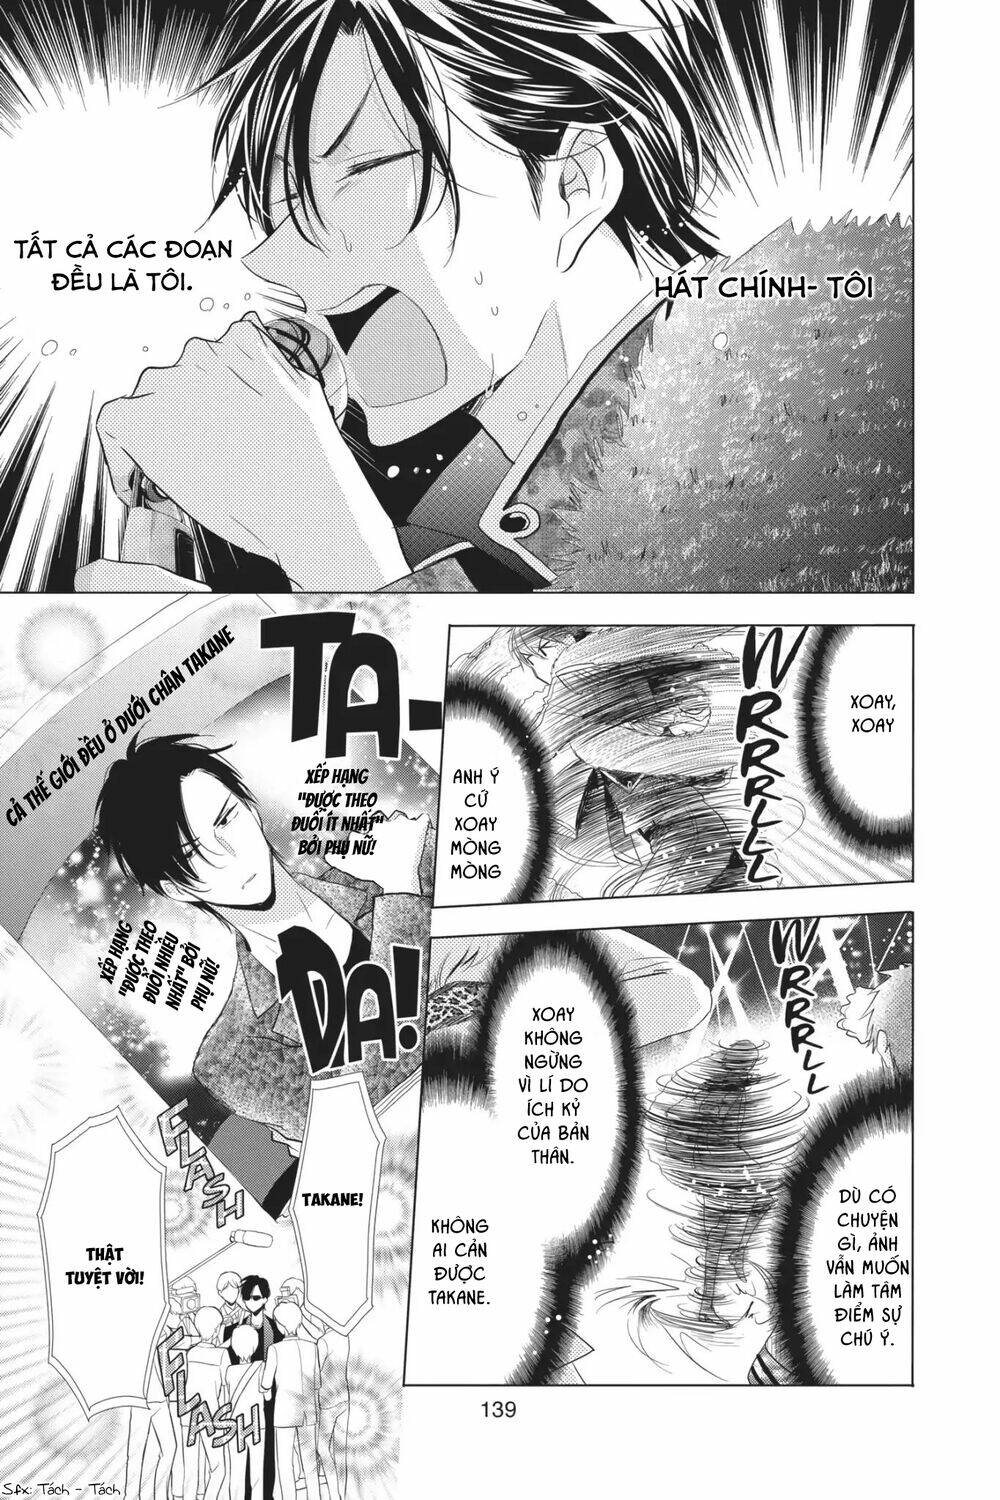 HÁT CHÍNH- TÔI
TẤT CẢ CÁC ĐOẠN
ĐỀU LÀ TÔI.
XOAY,
XOAY
WRRRLL
ANH Ý
CỨ
XOAY
MÒNG
MÒNG
WRRRLL
DÙ CÓ
CHUYỆN
GÌ, ẢNH
VẪN MUỐN
LÀM TÂM
ĐIỂM SỰ
CHÚ Ý.
XOAY
KHÔNG
NGỪNG
VÌ LÍ DO
ÍCH KỶ
CỦA BẢN
THÂN.
KHÔNG
AI CẢN
ĐƯỢC
TAKANE.
TA-
DA!
CẢ THẾ GIỚI ĐỀU Ở DƯỚI CHÂN TAKANE
XẾP HẠNG
"ĐƯỢC THEO
ĐUỔI ÍT NHẤT"
BỞI PHỤ NỮ!
XẾP HẠNG
"ĐƯỢC THEO
ĐUỔI NHIỀU
NHẤT" BỞI
PHỤ NỮ!
FLASH
TAKANE!
THẬT
TUYỆT VỜI!
FLASH
139
Sfx: Tách - Tách